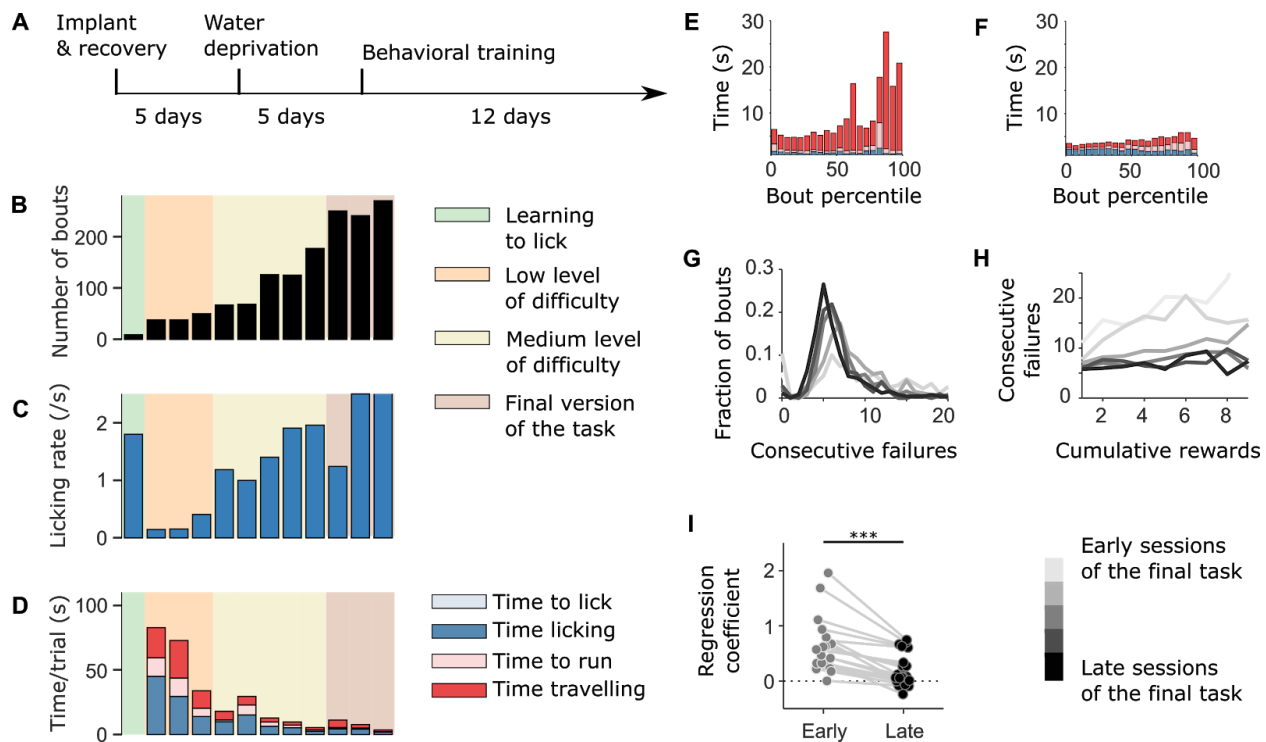 A
Implant
& recovery
Water
deprivation
Behavioral training
5 days
5 days
12 days
B
Number of bouts
200
100
0
Learning
to lick
Low level
of difficulty
Medium level
of difficulty
Final version
of the task
C
Licking rate (/s)
2
1
0
D
Time/trial (s)
100
50
0
Time to lick
Time licking
Time to run
Time travelling
E
Time (s)
30
20
10
0
50
100
Bout percentile
F
Time (s)
30
20
10
0
50
100
Bout percentile
G
Fraction of bouts
0.3
0.2
0.1
0
0
10
20
Consecutive failures
H
Consecutive
failures
20
10
0
2
4
6
8
Cumulative rewards
I
***
Regression
coefficient
2
1
0
Early
Late
Early sessions
of the final task
Late sessions
of the final task